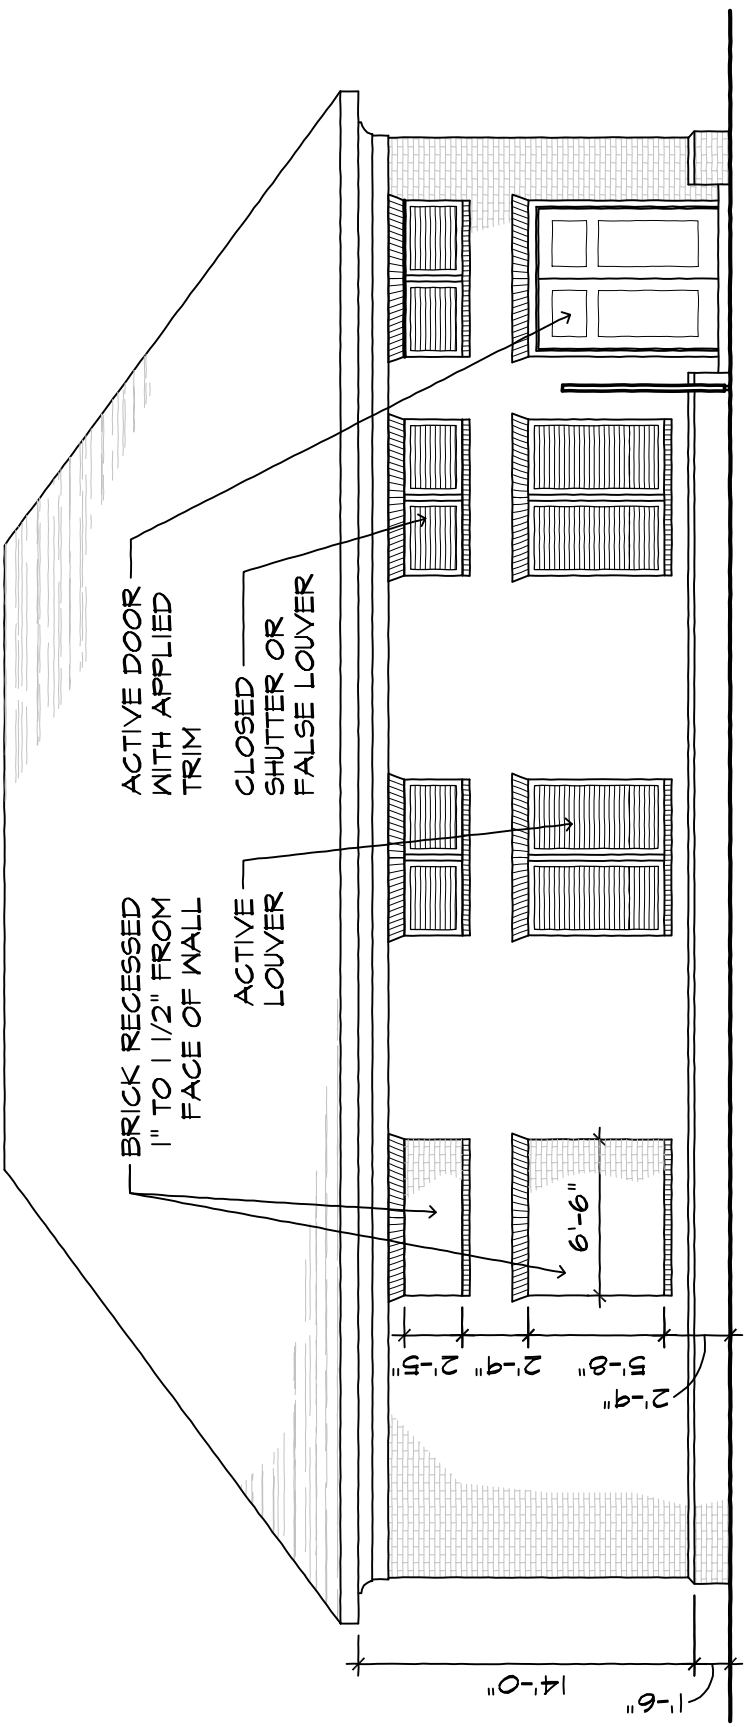 BRICK RECESSED
1" TO 1 1/2" FROM
FACE OF WALL
ACTIVE
LOUVER
ACTIVE DOOR
WITH APPLIED
TRIM
CLOSED
SHUTTER OR
FALSE LOUVER
6'-6"
2'-5"
2'-9"
5'-8"
2'-9"
14'-0"
1'-6"